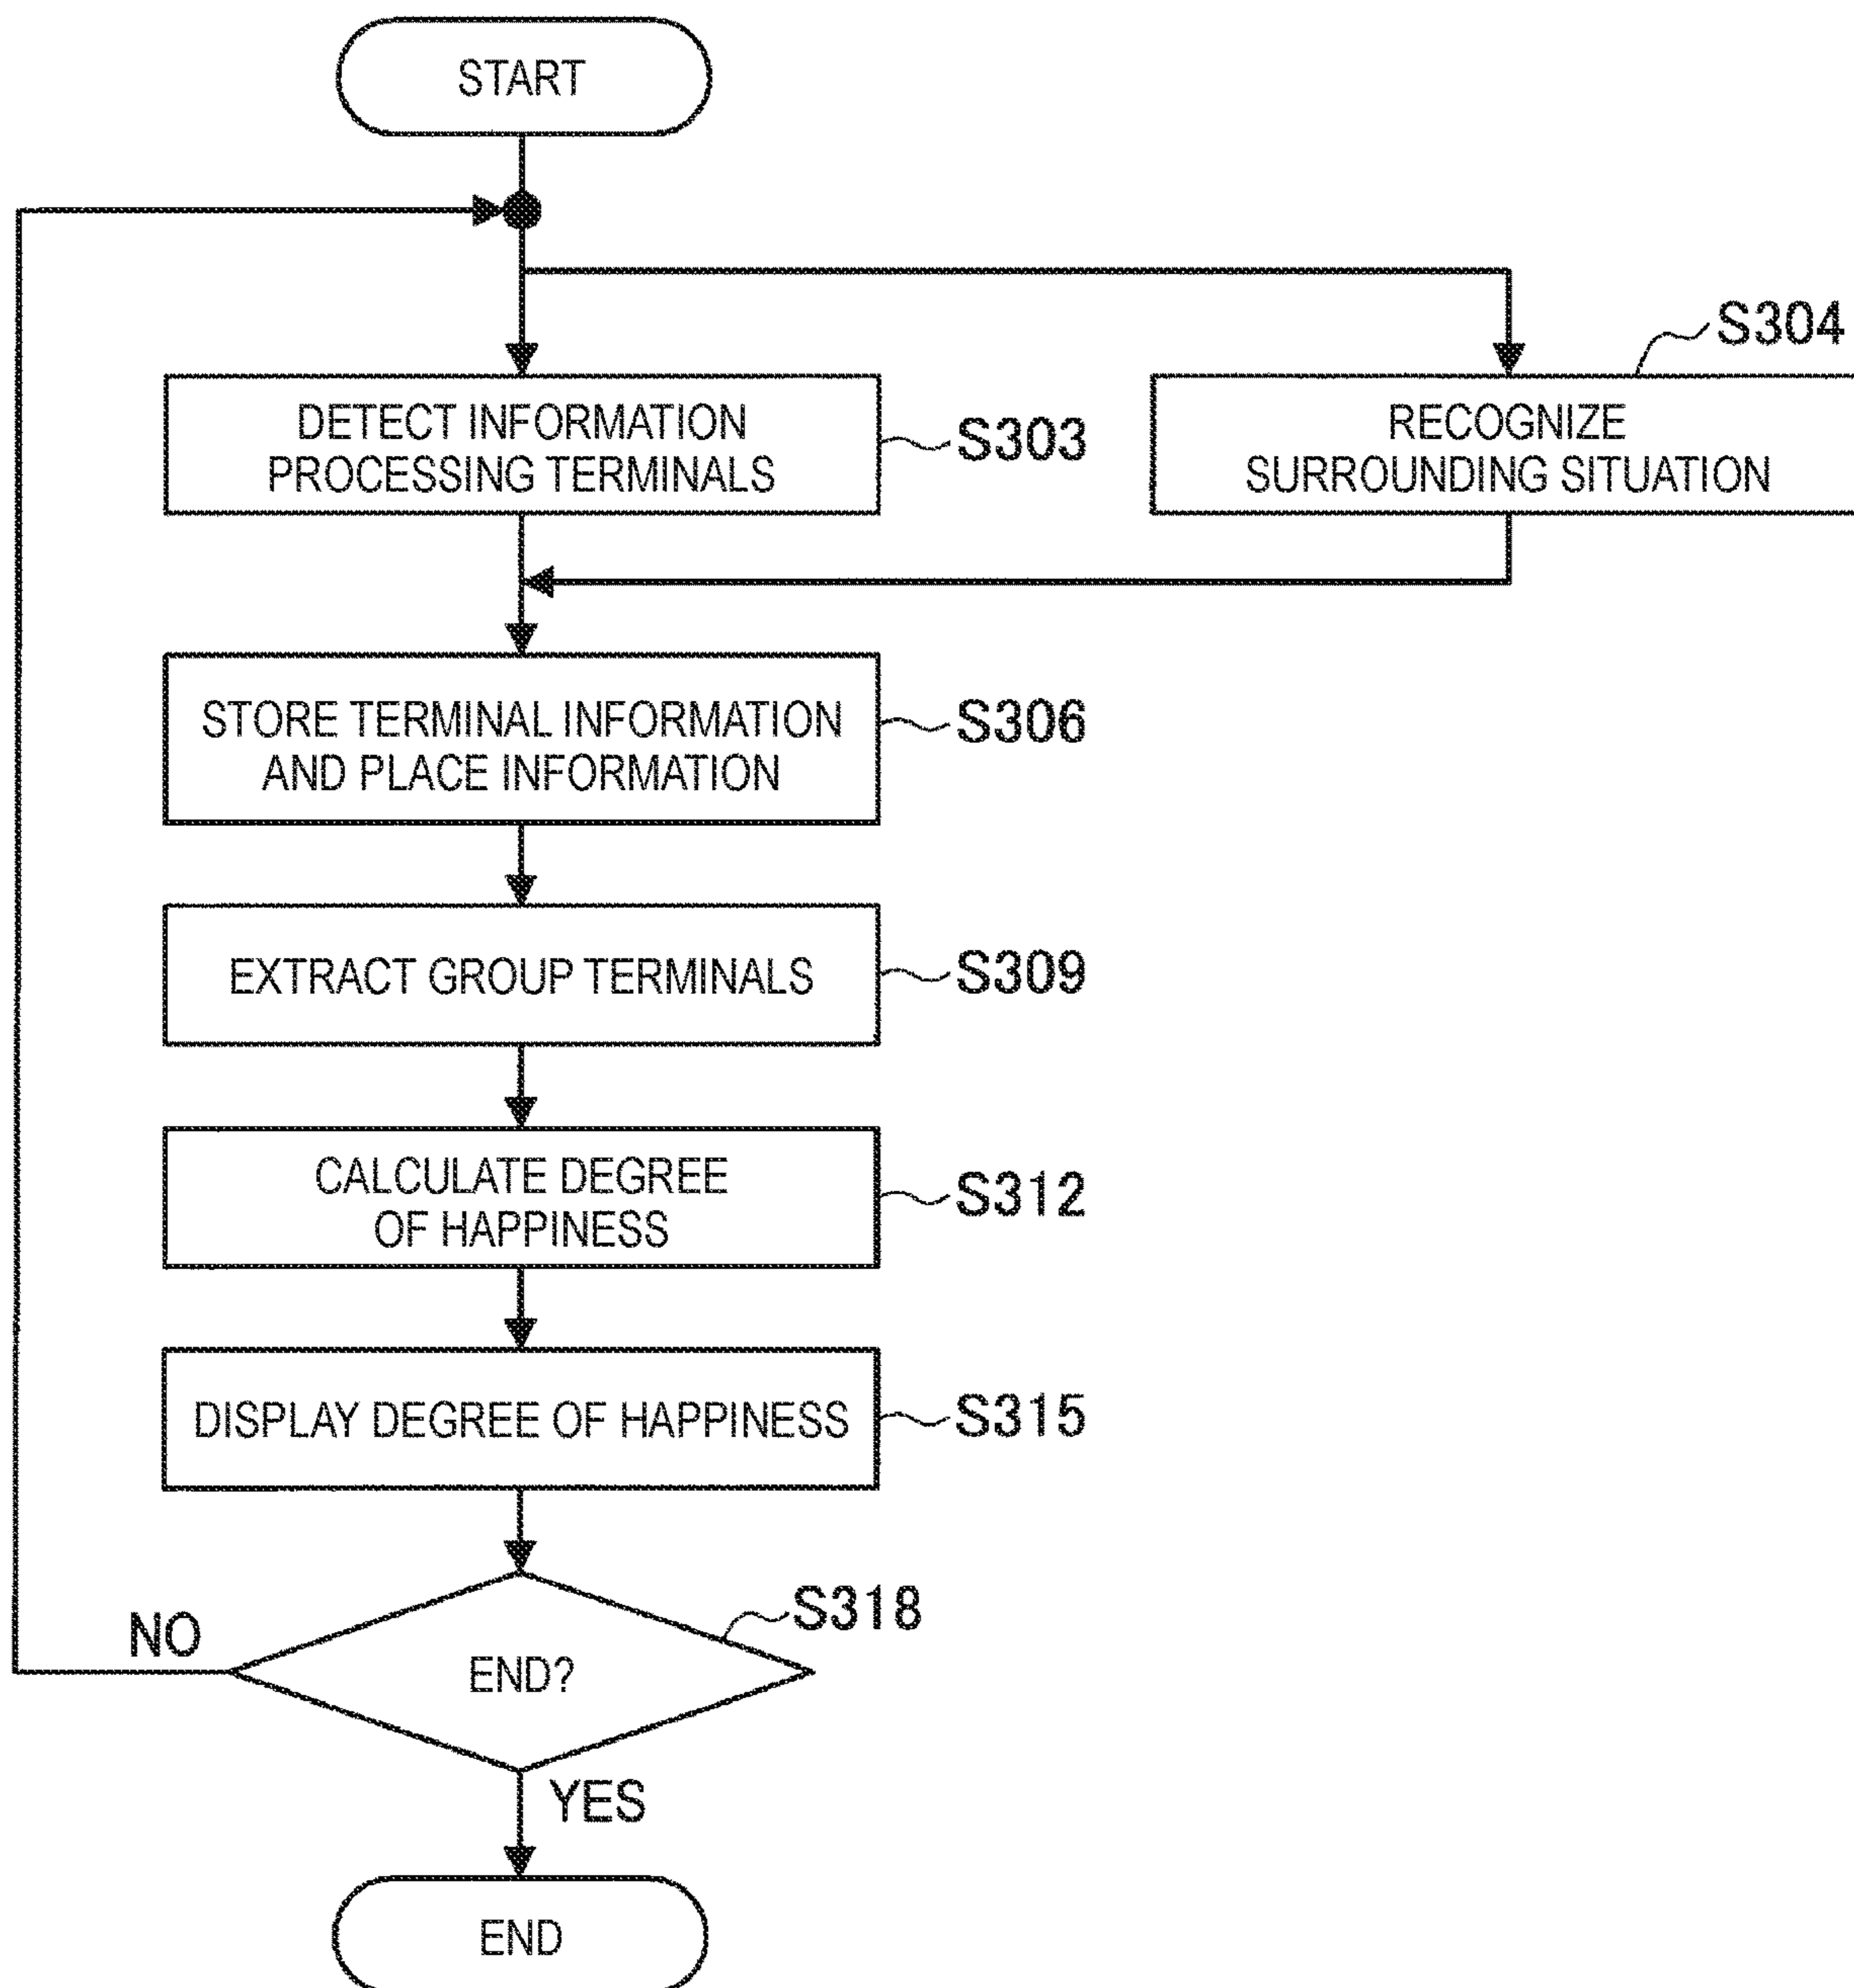 START
S304
DETECT INFORMATION
PROCESSING TERMINALS
S303
RECOGNIZE
SURROUNDING SITUATION
STORE TERMINAL INFORMATION
AND PLACE INFORMATION
S306
EXTRACT GROUP TERMINALS
S309
CALCULATE DEGREE
OF HAPPINESS
S312
DISPLAY DEGREE OF HAPPINESS
S315
S318
NO
END?
YES
END